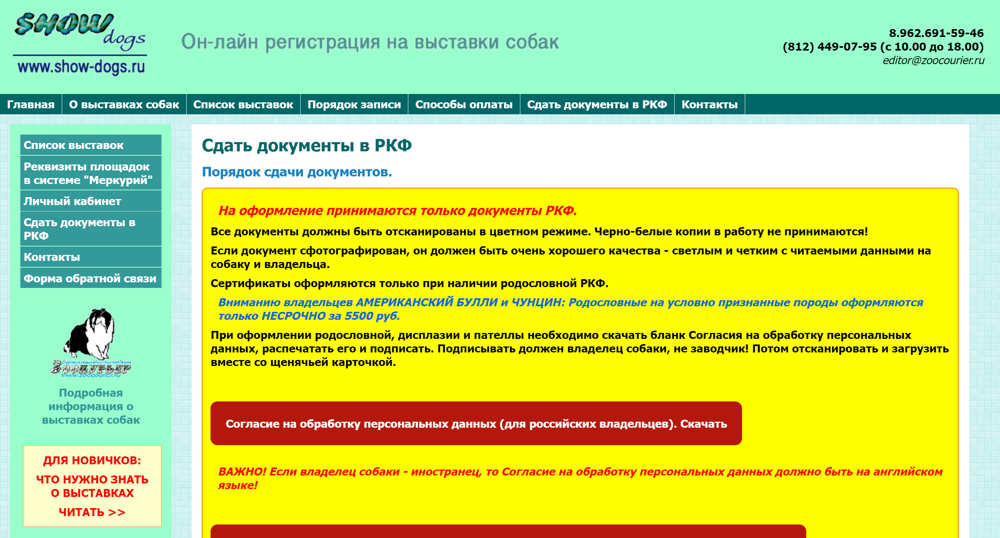 SHOW
dogs
www.show-dogs.ru
Он-лайн регистрация на выставки собак
8.962.691-59-46
(812) 449-07-95 (с 10.00 до 18.00)
editor@zoocourier.ru
Главная
О выставках собак
Список выставок
Порядок записи
Способы оплаты
Сдать документы в РКФ
Контакты
Список выставок
Реквизиты площадок
в системе "Меркурий"
Личный кабинет
Сдать документы в
РКФ
Контакты
Форма обратной связи
Зоокурьер
www.zoocourier.ru
Подробная
информация о
выставках собак
ДЛЯ НОВИЧКОВ:
ЧТО НУЖНО ЗНАТЬ
О ВЫСТАВКАХ
ЧИТАТЬ >>
Сдать документы в РКФ
Порядок сдачи документов.
На оформление принимаются только документы РКФ.
Все документы должны быть отсканированы в цветном режиме. Черно-белые копии в работу не принимаются!
Если документ сфотографирован, он должен быть очень хорошего качества - светлым и четким с читаемыми данными на
собаку и владельца.
Сертификаты оформляются только при наличии родословной РКФ.
Вниманию владельцев АМЕРИКАНСКИЙ БУЛЛИ и ЧУНЦИН: Родословные на условно признанные породы оформляются
только НЕСРОЧНО за 5500 руб.
При оформлении родословной, дисплазии и пателлы необходимо скачать бланк Согласия на обработку персональных
данных, распечатать его и подписать. Подписывать должен владелец собаки, не заводчик! Потом отсканировать и загрузить
вместе со щенячьей карточкой.
Согласие на обработку персональных данных (для российских владельцев). Скачать
ВАЖНО! Если владелец собаки - иностранец, то Согласие на обработку персональных данных должно быть на английском
языке!